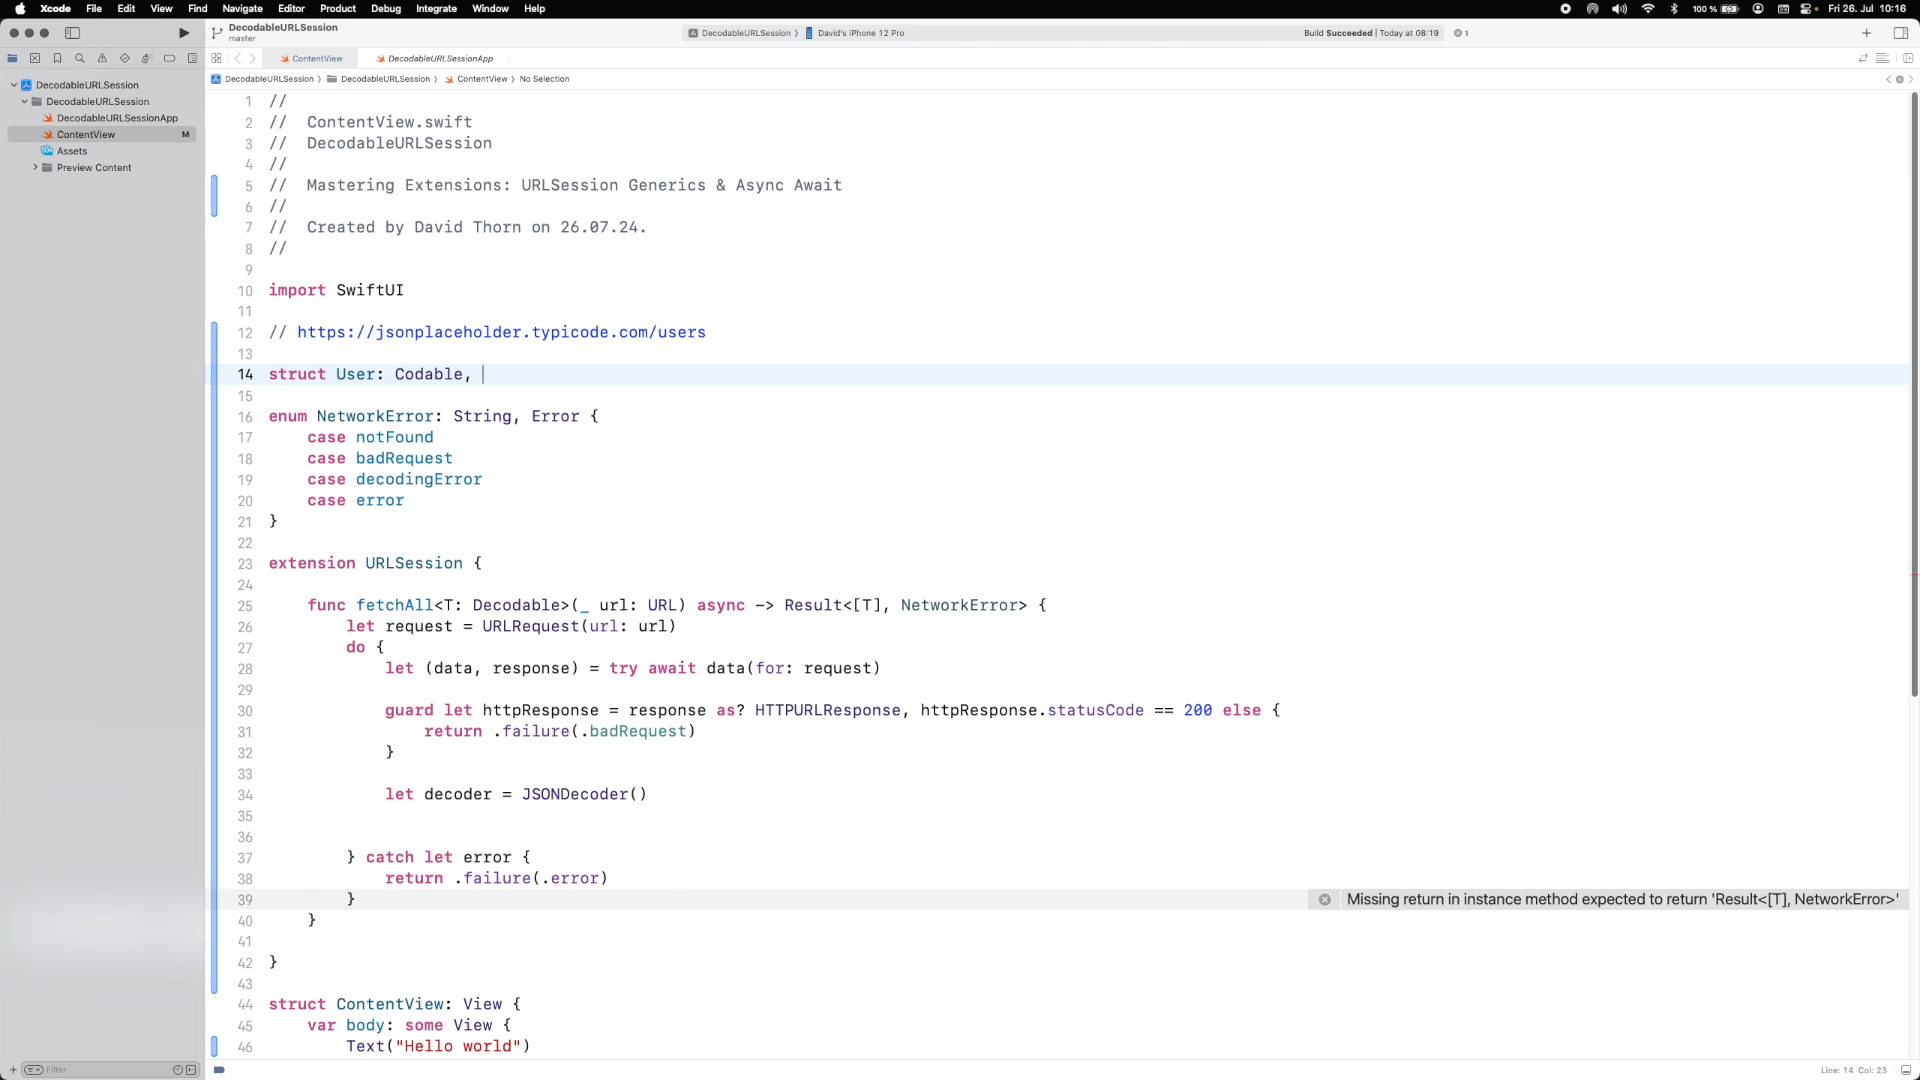 Xcode File Edit View Find Navigate Editor Product Debug Integrate Window Help 100 % Fri 26. Jul 10:16
DecodableURLSession
master
DecodableURLSession 〉 David's iPhone 12 Pro
Build Succeeded | Today at 08:19 1
ContentView DecodableURLSessionApp
DecodableURLSession 〉 DecodableURLSession 〉 ContentView 〉 No Selection
DecodableURLSession
DecodableURLSession
DecodableURLSessionApp
ContentView M
Assets
Preview Content
1 //
2 // ContentView.swift
3 // DecodableURLSession
4 //
5 // Mastering Extensions: URLSession Generics & Async Await
6 //
7 // Created by David Thorn on 26.07.24.
8 //
9
10 import SwiftUI
11
12 // https://jsonplaceholder.typicode.com/users
13
14 struct User: Codable,
15
16 enum NetworkError: String, Error {
17 case notFound
18 case badRequest
19 case decodingError
20 case error
21 }
22
23 extension URLSession {
24
25 func fetchAll<T: Decodable>(_ url: URL) async -> Result<[T], NetworkError> {
26 let request = URLRequest(url: url)
27 do {
28 let (data, response) = try await data(for: request)
29
30 guard let httpResponse = response as? HTTPURLResponse, httpResponse.statusCode == 200 else {
31 return .failure(.badRequest)
32 }
33
34 let decoder = JSONDecoder()
35
36
37 } catch let error {
38 return .failure(.error)
39 } Missing return in instance method expected to return 'Result<[T], NetworkError>'
40 }
41
42 }
43
44 struct ContentView: View {
45 var body: some View {
46 Text("Hello world")
Filter
Line: 14 Col: 23